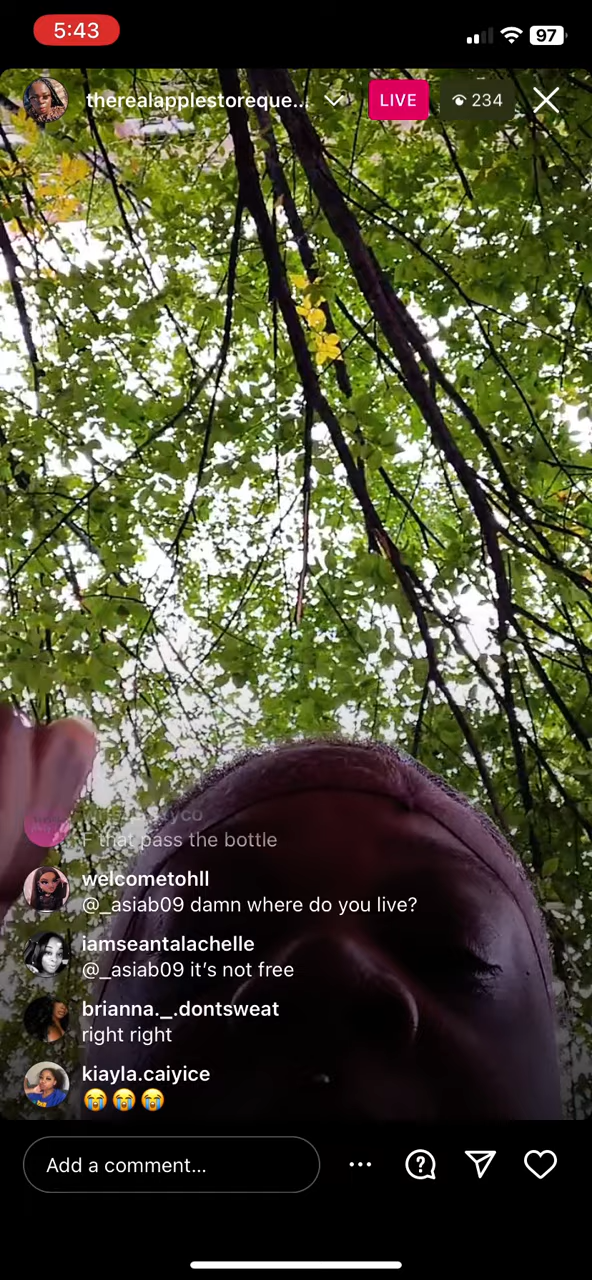 5:43
97
therealapplestoreque...
LIVE
234
F that pass the bottle
welcometohll
@_asiab09 damn where do you live?
iamseantalachelle
@_asiab09 it's not free
brianna._.dontsweat
right right
kiayla.caiyice
😭😭😭
Add a comment...